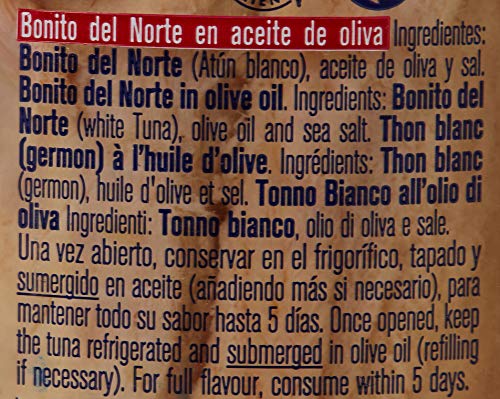 Bonito del Norte en aceite de oliva Ingredientes:
Bonito del Norte (Atún blanco), aceite de oliva y sal.
Bonito del Norte in olive oil. Ingredients: Bonito del
Norte (white Tuna), olive oil and sea salt. Thon blanc
(germon) à l'huile d'olive. Ingrédients: Thon blanc
(germon), huile d'olive et sel. Tonno Bianco all'olio di
oliva Ingredienti: Tonno bianco, olio di oliva e sale.
Una vez abierto, conservar en el frigorífico, tapado y
sumergido en aceite (añadiendo más si necesario), para
mantener todo su sabor hasta 5 días. Once opened, keep
the tuna refrigerated and submerged in olive oil (refilling
if necessary). For full flavour, consume within 5 days.